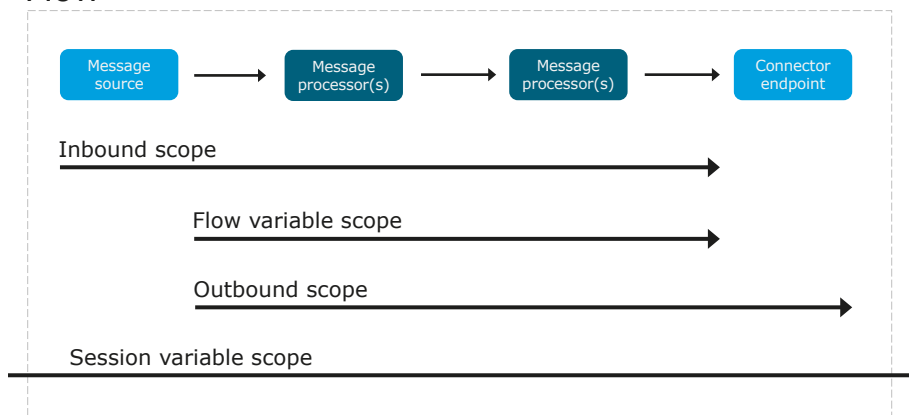 Message
source
Message
processor(s)
Message
processor(s)
Connector
endpoint
Inbound scope
Flow variable scope
Outbound scope
Session variable scope